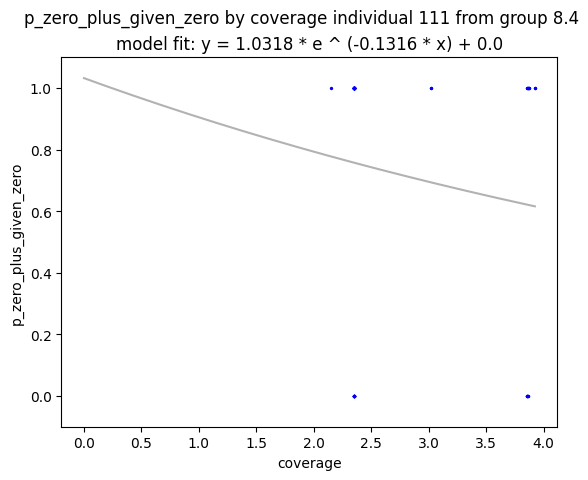 p_zero_plus_given_zero by coverage individual 111 from group 8.4
model fit: y = 1.0318 * e ^ (-0.1316 * x) + 0.0
p_zero_plus_given_zero
1.0
0.8
0.6
0.4
0.2
0.0
0.0 0.5 1.0 1.5 2.0 2.5 3.0 3.5 4.0
coverage